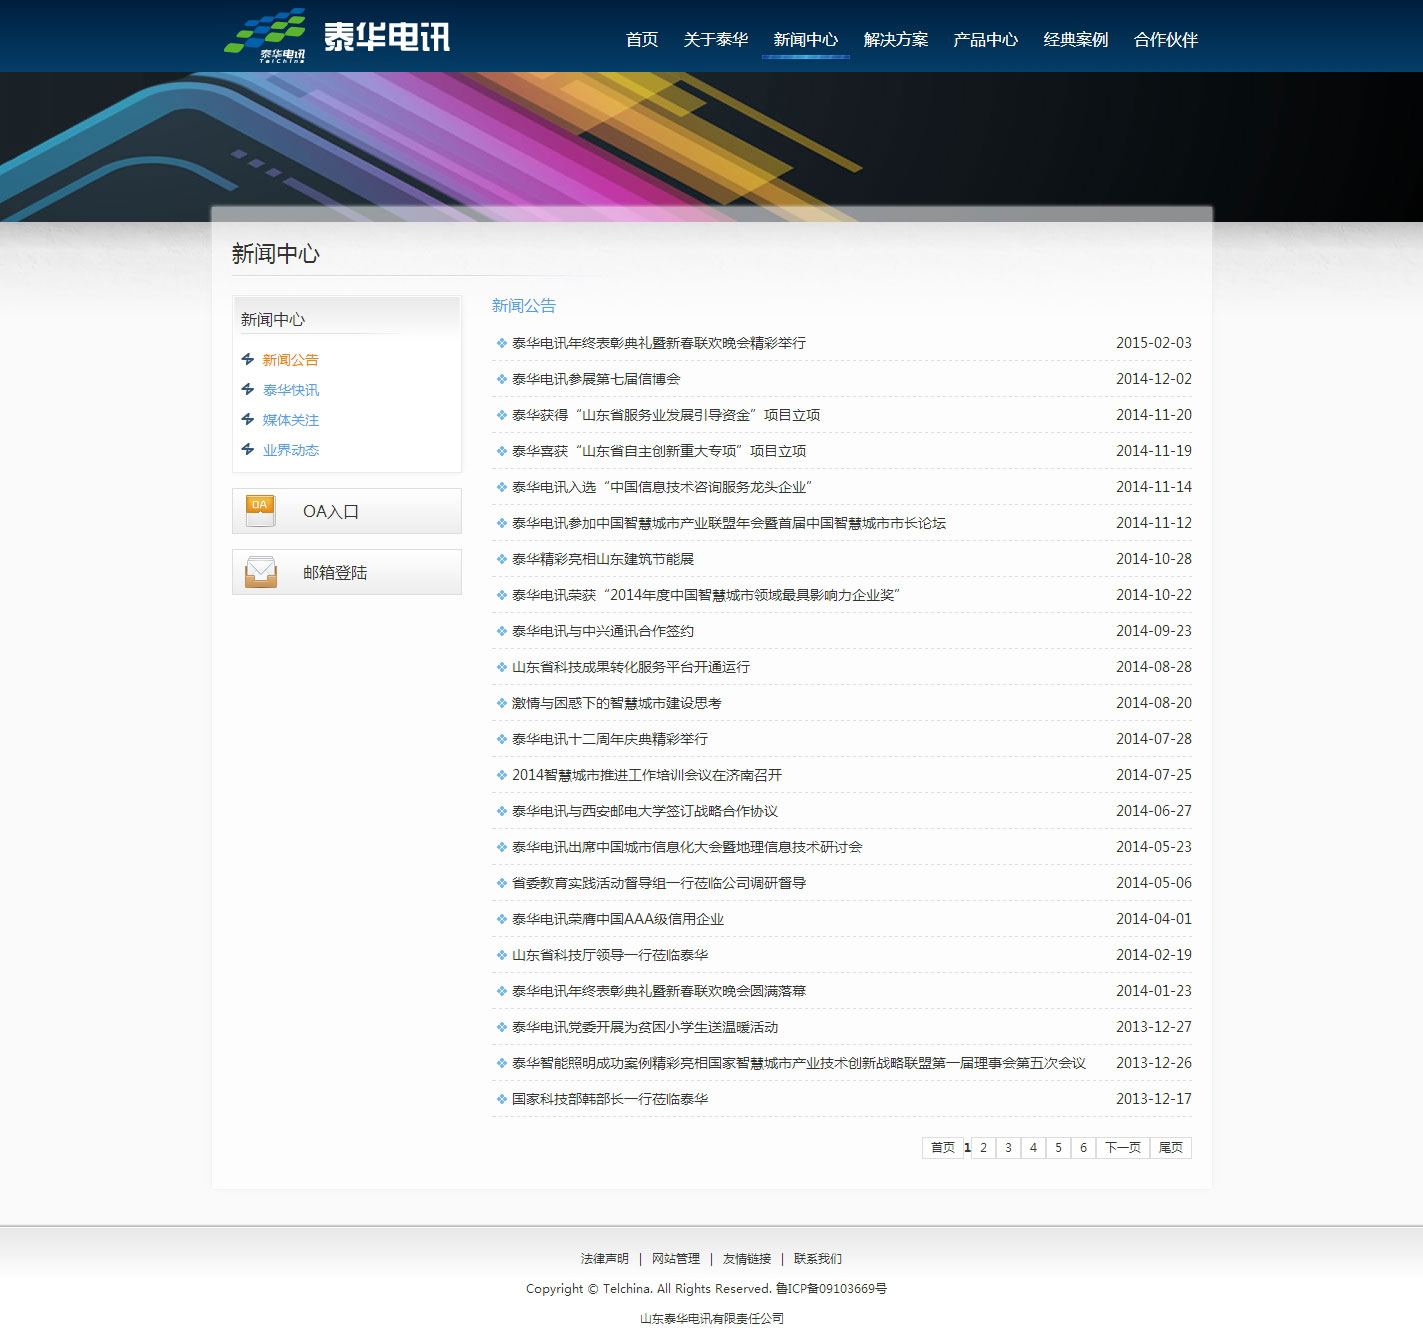 泰华电讯
TelChina
泰华电讯
首页 关于泰华 新闻中心 解决方案 产品中心 经典案例 合作伙伴
新闻中心
新闻中心
新闻公告
泰华快讯
媒体关注
业界动态
OA
OA入口
邮箱登陆
新闻公告
泰华电讯年终表彰典礼暨新春联欢晚会精彩举行 2015-02-03
泰华电讯参展第七届信博会 2014-12-02
泰华获得“山东省服务业发展引导资金”项目立项 2014-11-20
泰华喜获“山东省自主创新重大专项”项目立项 2014-11-19
泰华电讯入选“中国信息技术咨询服务龙头企业” 2014-11-14
泰华电讯参加中国智慧城市产业联盟年会暨首届中国智慧城市市长论坛 2014-11-12
泰华精彩亮相山东建筑节能展 2014-10-28
泰华电讯荣获“2014年度中国智慧城市领域最具影响力企业奖” 2014-10-22
泰华电讯与中兴通讯合作签约 2014-09-23
山东省科技成果转化服务平台开通运行 2014-08-28
激情与困惑下的智慧城市建设思考 2014-08-20
泰华电讯十二周年庆典精彩举行 2014-07-28
2014智慧城市推进工作培训会议在济南召开 2014-07-25
泰华电讯与西安邮电大学签订战略合作协议 2014-06-27
泰华电讯出席中国城市信息化大会暨地理信息技术研讨会 2014-05-23
省委教育实践活动督导组一行莅临公司调研督导 2014-05-06
泰华电讯荣膺中国AAA级信用企业 2014-04-01
山东省科技厅领导一行莅临泰华 2014-02-19
泰华电讯年终表彰典礼暨新春联欢晚会圆满落幕 2014-01-23
泰华电讯党委开展为贫困小学生送温暖活动 2013-12-27
泰华智能照明成功案例精彩亮相国家智慧城市产业技术创新战略联盟第一届理事会第五次会议 2013-12-26
国家科技部韩部长一行莅临泰华 2013-12-17
首页 1 2 3 4 5 6 下一页 尾页
法律声明 | 网站管理 | 友情链接 | 联系我们
Copyright © Telchina. All Rights Reserved. 鲁ICP备09103669号
山东泰华电讯有限责任公司